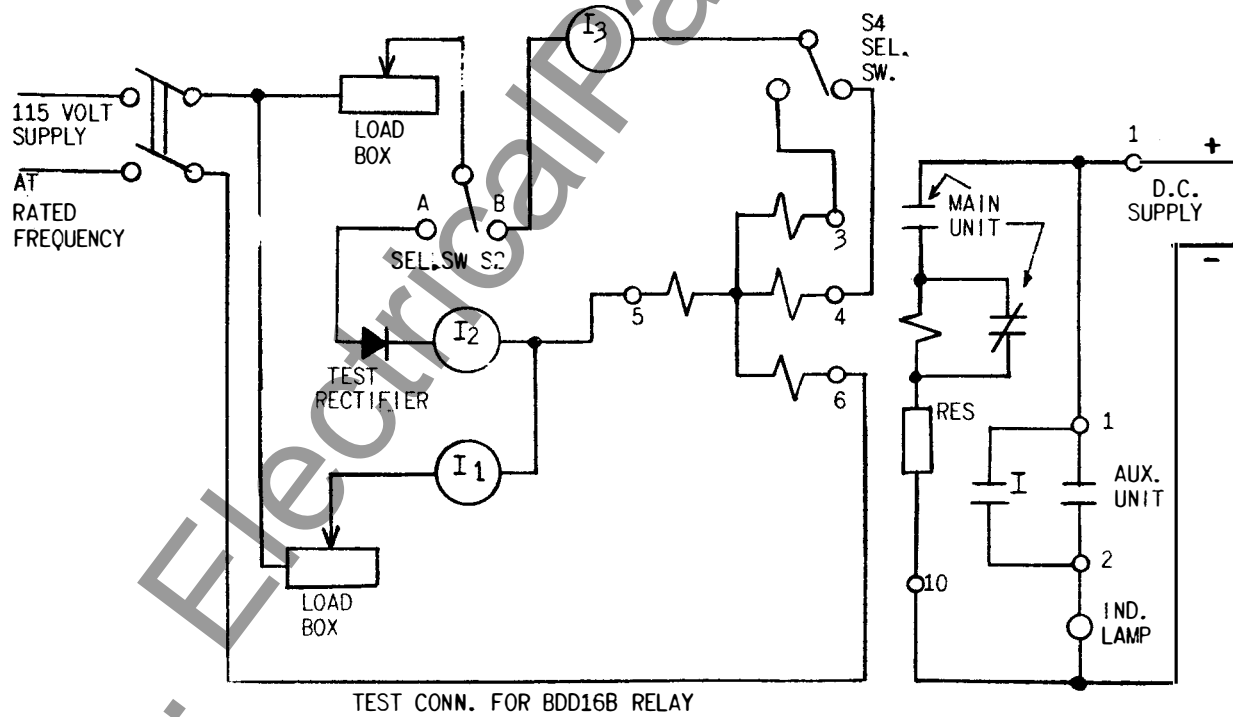 115 VOLT
SUPPLY
AT
RATED
FREQUENCY
LOAD
BOX
I3
S4
SEL.
SW.
A
B
SEL.SW S2
3
5
4
6
I2
TEST
RECTIFIER
I1
LOAD
BOX
1
+
D.C.
SUPPLY
-
MAIN
UNIT
RES
1
I
AUX.
UNIT
2
10
IND.
LAMP
TEST CONN. FOR BDD16B RELAY
ElectricalPa